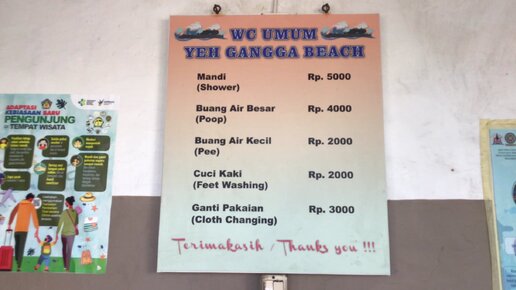 WC UMUM
YEH GANGGA BEACH
Mandi Rp. 5000
(Shower)
Buang Air Besar Rp. 4000
(Poop)
Buang Air Kecil Rp. 2000
(Pee)
Cuci Kaki Rp. 2000
(Feet Washing)
Ganti Pakaian Rp. 3000
(Cloth Changing)
Terimakasih / Thanks you !!!
ADAPTASI
KEBIASAAN BARU
PENGUNJUNG
TEMPAT WISATA